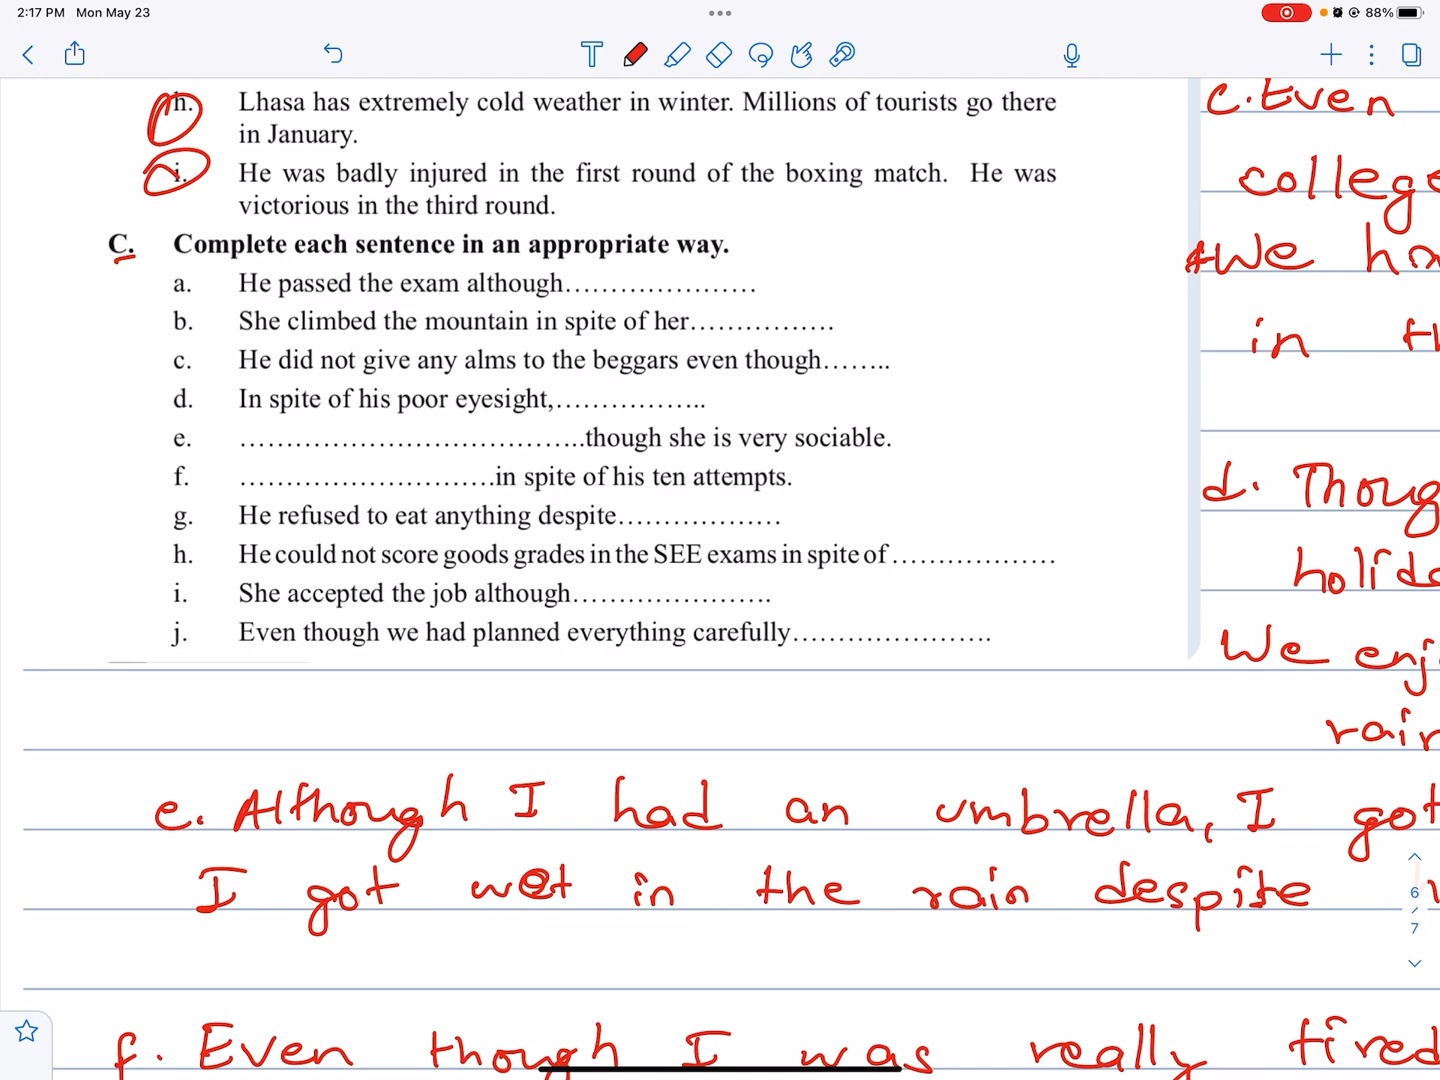 2:17 PM Mon May 23
88%
h. Lhasa has extremely cold weather in winter. Millions of tourists go there
in January.
i. He was badly injured in the first round of the boxing match. He was
victorious in the third round.
C. Complete each sentence in an appropriate way.
a. He passed the exam although.....................
b. She climbed the mountain in spite of her................
c. He did not give any alms to the beggars even though........
d. In spite of his poor eyesight,.................
e. ......................................though she is very sociable.
f. ............................in spite of his ten attempts.
g. He refused to eat anything despite..................
h. He could not score goods grades in the SEE exams in spite of ..................
i. She accepted the job although......................
j. Even though we had planned everything carefully......................
c. Even
college
We
in
d. Thoug
holid
We enj
rain
e. Although I had an umbrella, I got
I got wet in the rain despite
6
/
7
f. Even though I was really tired